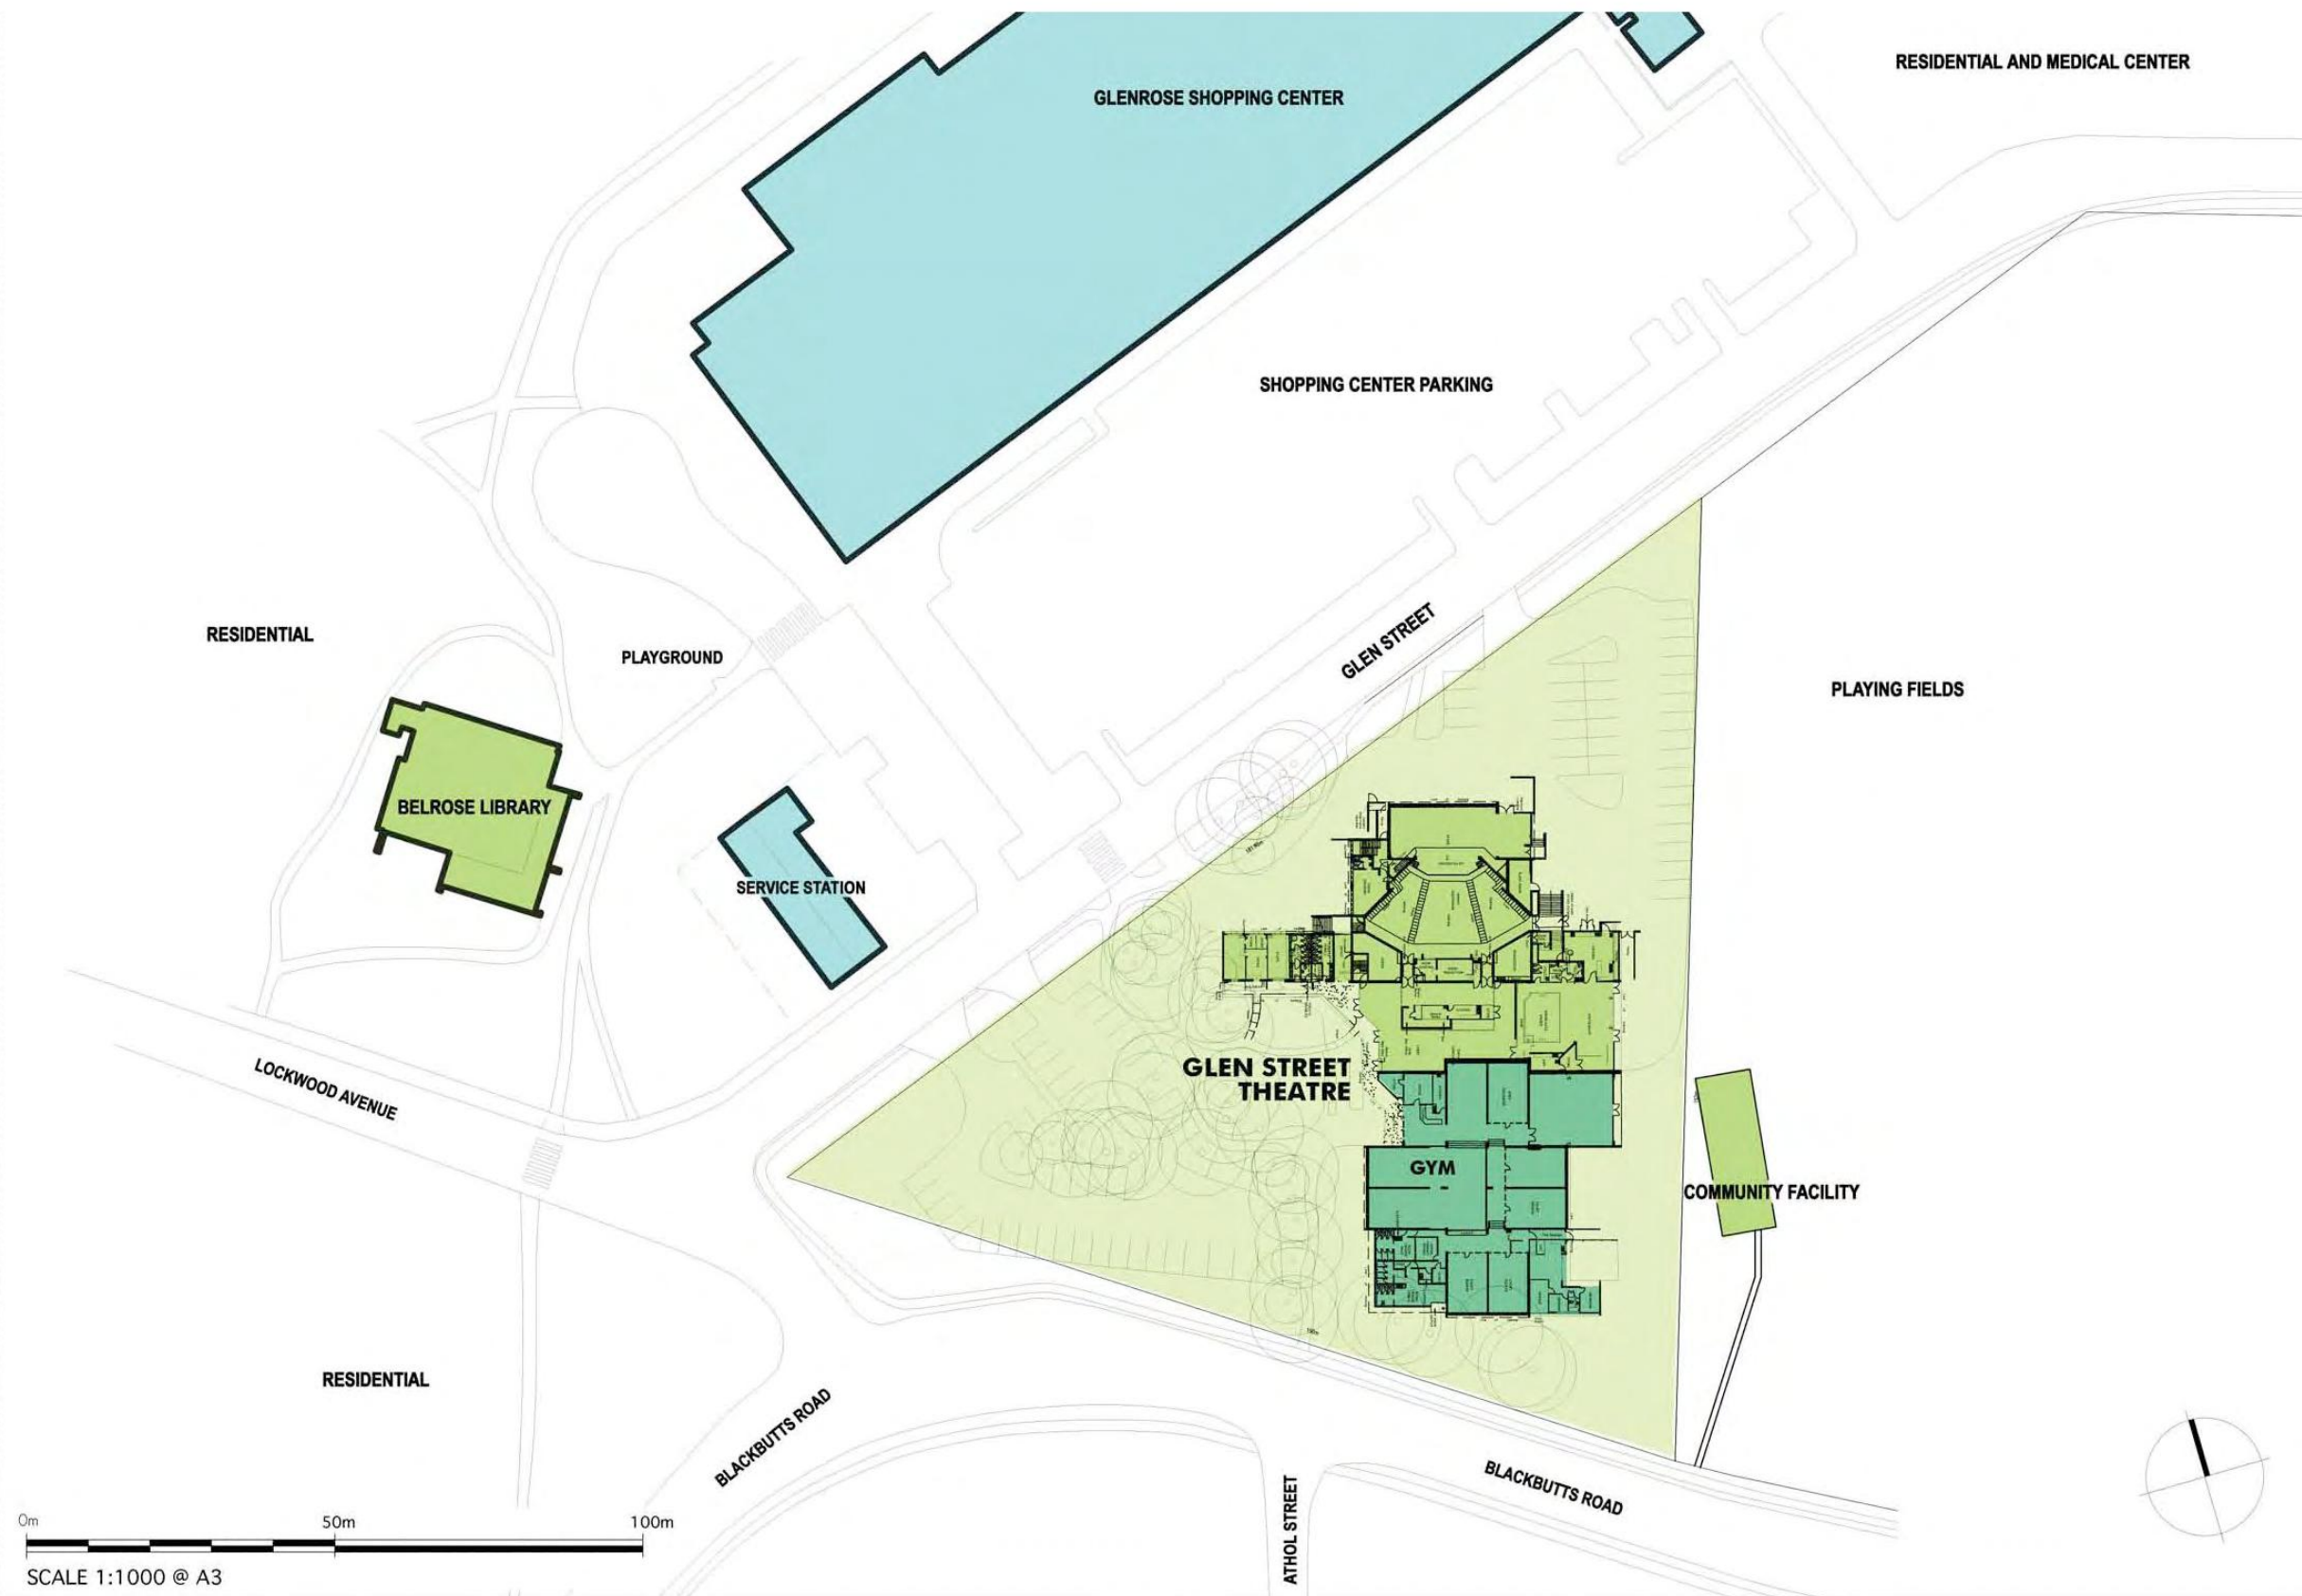 RESIDENTIAL AND MEDICAL CENTER
GLENROSE SHOPPING CENTER
SHOPPING CENTER PARKING
GLEN STREET
RESIDENTIAL
PLAYGROUND
PLAYING FIELDS
BELROSE LIBRARY
SERVICE STATION
GLEN STREET
THEATRE
LOCKWOOD AVENUE
GYM
COMMUNITY FACILITY
RESIDENTIAL
BLACKBUTTS ROAD
BLACKBUTTS ROAD
ATHOL STREET
0m 50m 100m
SCALE 1:1000 @ A3